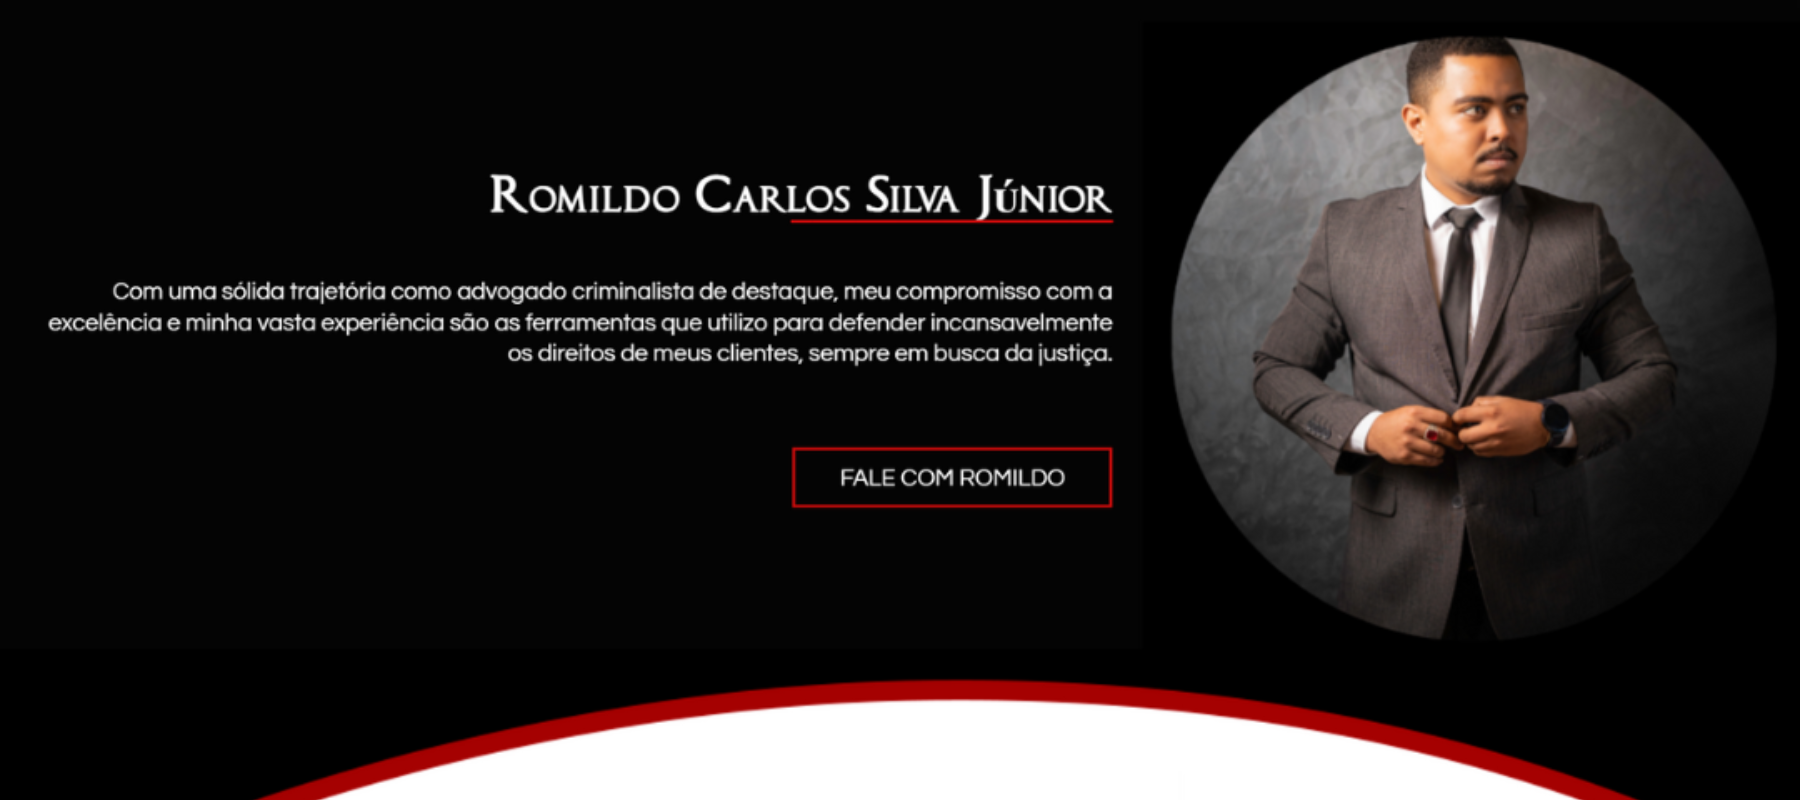 Romildo Carlos Silva Júnior
Com uma sólida trajetória como advogado criminalista de destaque, meu compromisso com a
excelência e minha vasta experiência são as ferramentas que utilizo para defender incansavelmente
os direitos de meus clientes, sempre em busca da justiça.
FALE COM ROMILDO